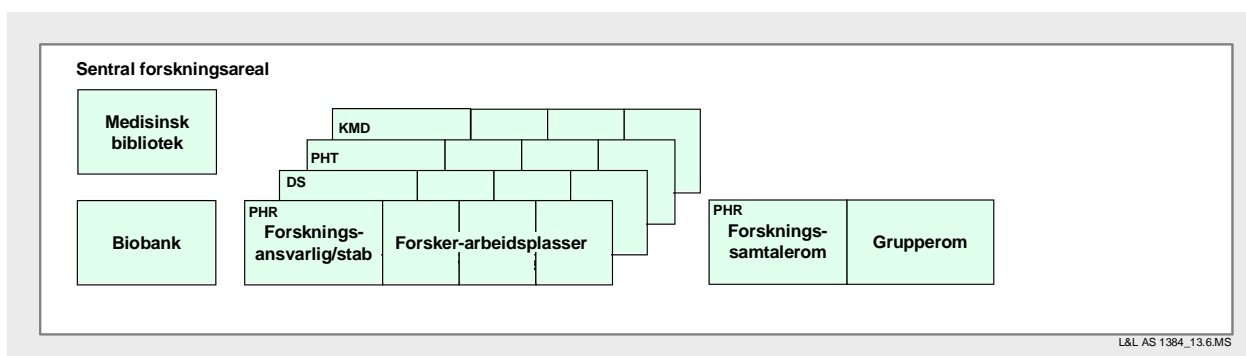 Sentral forskningsareal
Medisinsk
bibliotek
KMD
PHT
DS
PHR
Forsknings-
ansvarlig/stab
Forsker-arbeidsplasser
Biobank
PHR
Forsknings-
samtalerom
Grupperom
L&L AS 1384_13.6.MS